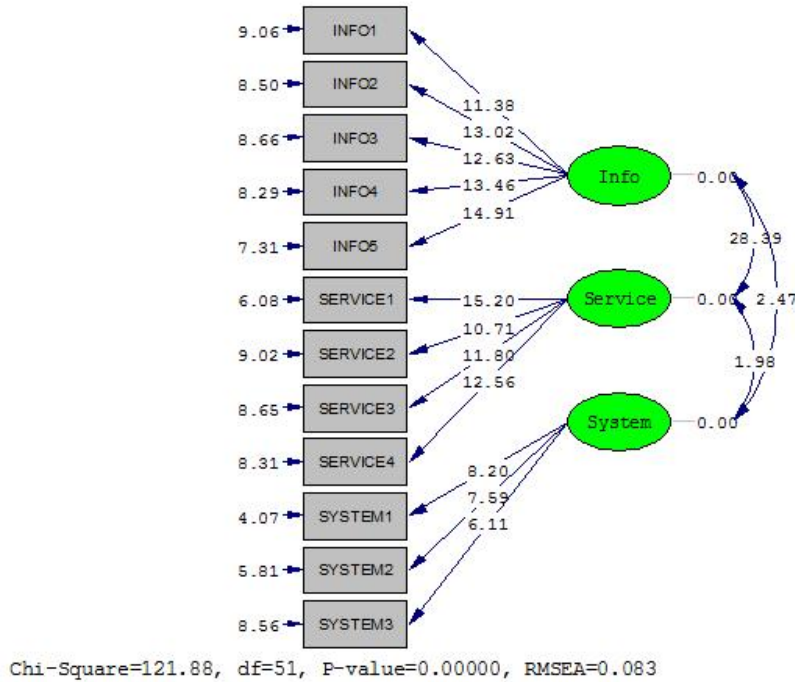 9.06 INFO1
8.50 INFO2
11.38
8.66 INFO3
13.02
12.63
8.29 INFO4
13.46
Info 0.00
7.31 INFO5
14.91
28.39
6.08 SERVICE1
15.20
Service 0.00
2.47
10.71
9.02 SERVICE2
11.80
1.98
8.65 SERVICE3
12.56
System 0.00
8.31 SERVICE4
8.20
7.59
4.07 SYSTEM1
6.11
5.81 SYSTEM2
8.56 SYSTEM3
Chi-Square=121.88, df=51, P-value=0.00000, RMSEA=0.083